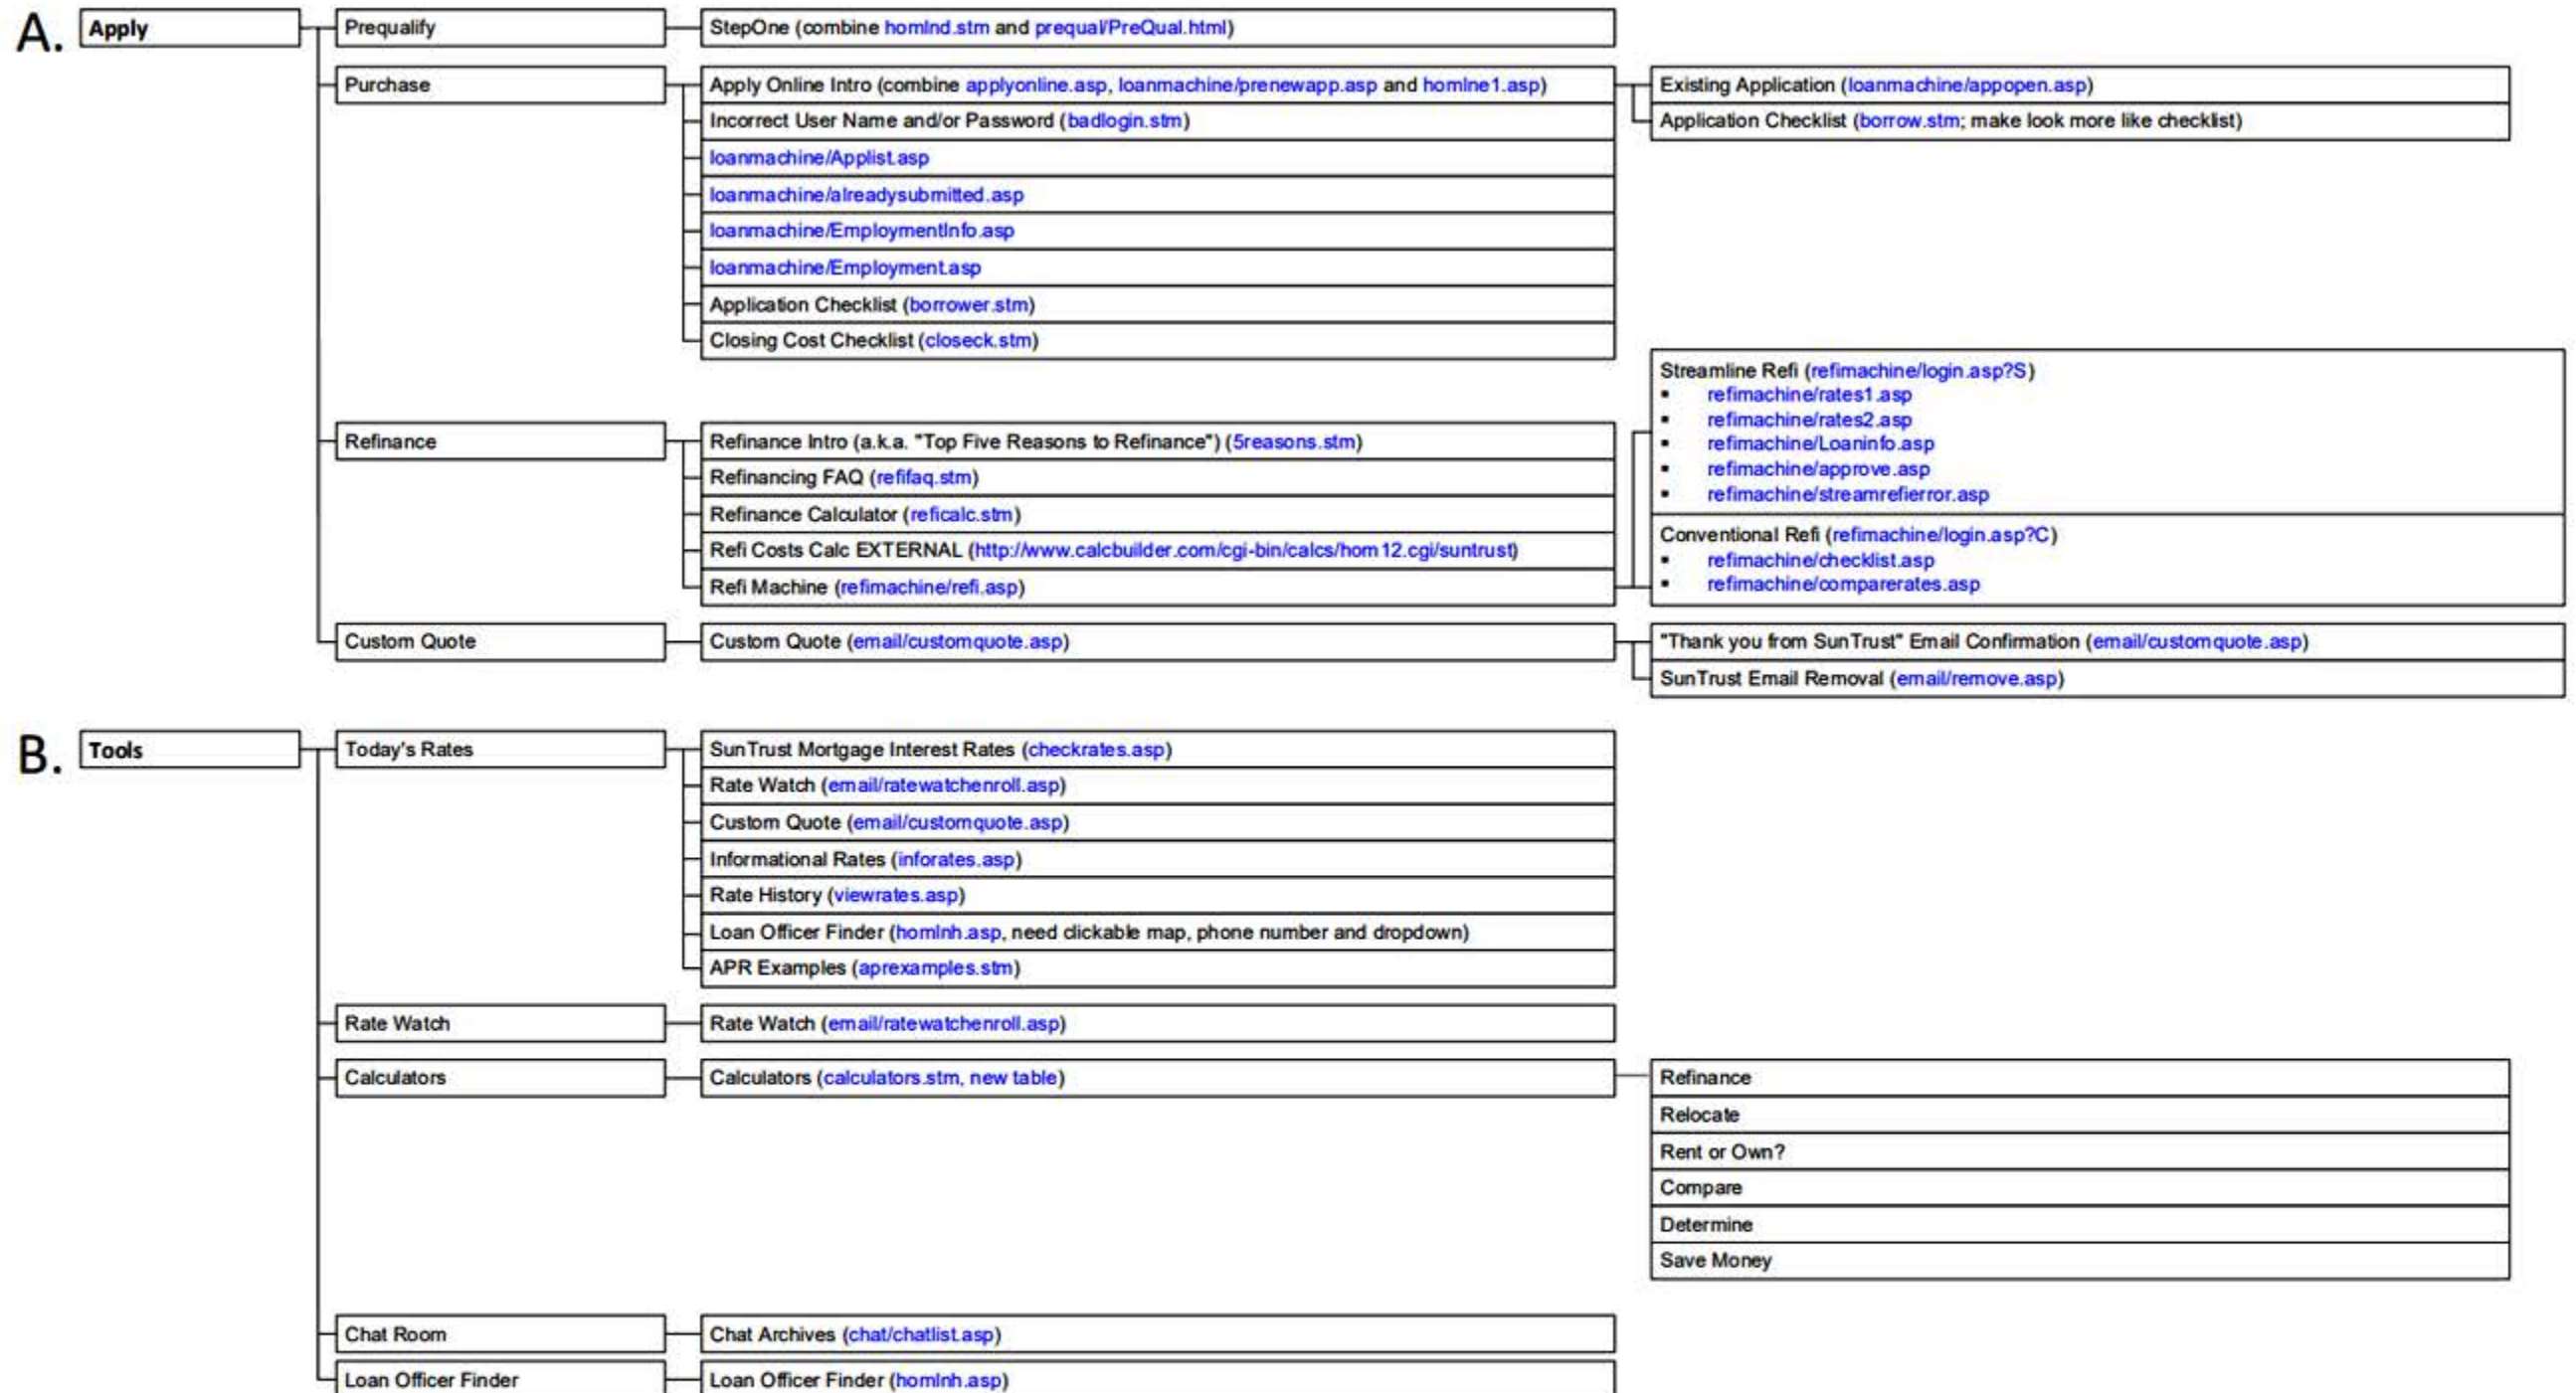 A.
Apply
Prequalify
StepOne (combine homlnd.stm and prequal/PreQual.html)
Purchase
Apply Online Intro (combine applyonline.asp, loanmachine/prenewapp.asp and homlne1.asp)
Existing Application (loanmachine/appopen.asp)
Incorrect User Name and/or Password (badlogin.stm)
Application Checklist (borrow.stm; make look more like checklist)
loanmachine/Applist.asp
loanmachine/alreadysubmitted.asp
loanmachine/EmploymentInfo.asp
loanmachine/Employment.asp
Application Checklist (borrower.stm)
Closing Cost Checklist (closeck.stm)
Refinance
Refinance Intro (a.k.a. "Top Five Reasons to Refinance") (5reasons.stm)
Refinancing FAQ (refifaq.stm)
Refinance Calculator (reficalc.stm)
Refi Costs Calc EXTERNAL (http://www.calcbuilder.com/cgi-bin/calcs/hom12.cgi/suntrust)
Refi Machine (refimachine/refi.asp)
Streamline Refi (refimachine/login.asp?S)
▪ refimachine/rates1.asp
▪ refimachine/rates2.asp
▪ refimachine/Loaninfo.asp
▪ refimachine/approve.asp
▪ refimachine/streamrefierror.asp
Conventional Refi (refimachine/login.asp?C)
▪ refimachine/checklist.asp
▪ refimachine/comparerates.asp
Custom Quote
Custom Quote (email/customquote.asp)
"Thank you from SunTrust" Email Confirmation (email/customquote.asp)
SunTrust Email Removal (email/remove.asp)
B.
Tools
Today's Rates
SunTrust Mortgage Interest Rates (checkrates.asp)
Rate Watch (email/ratewatchenroll.asp)
Custom Quote (email/customquote.asp)
Informational Rates (inforates.asp)
Rate History (viewrates.asp)
Loan Officer Finder (homlnh.asp, need clickable map, phone number and dropdown)
APR Examples (aprexamples.stm)
Rate Watch
Rate Watch (email/ratewatchenroll.asp)
Calculators
Calculators (calculators.stm, new table)
Refinance
Relocate
Rent or Own?
Compare
Determine
Save Money
Chat Room
Chat Archives (chat/chatlist.asp)
Loan Officer Finder
Loan Officer Finder (homlnh.asp)